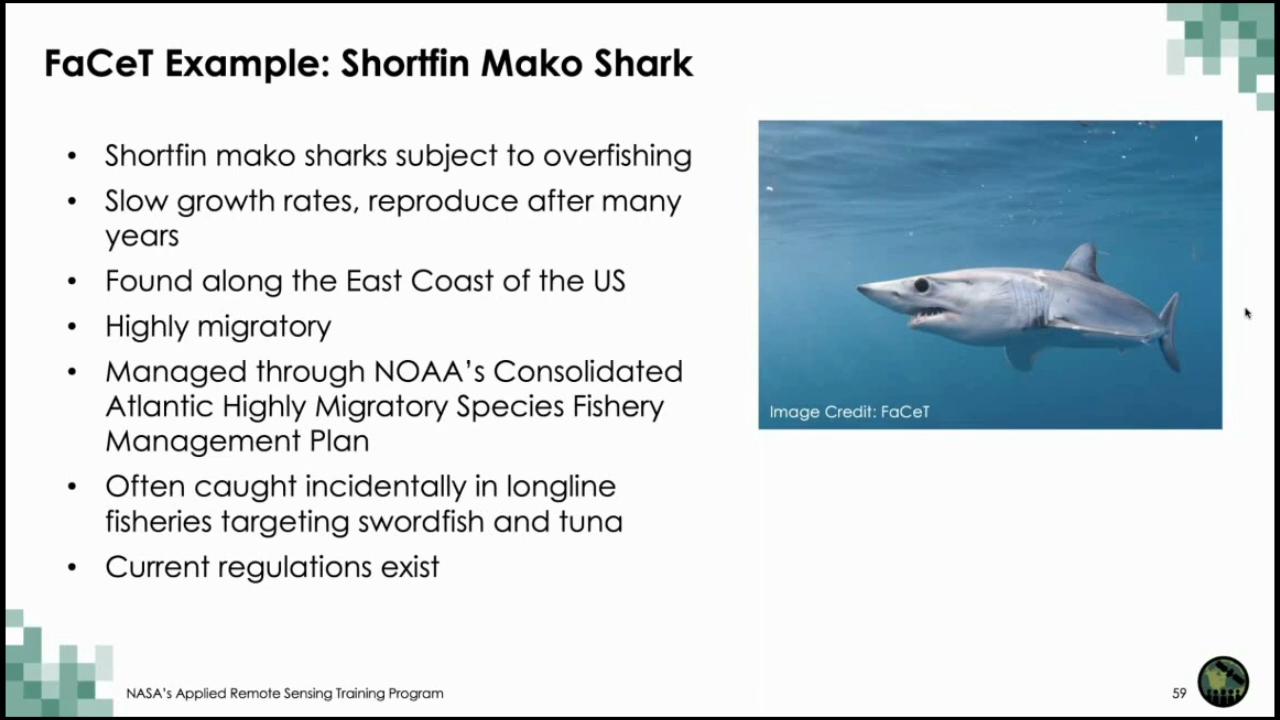 FaCeT Example: Shortfin Mako Shark
• Shortfin mako sharks subject to overfishing
• Slow growth rates, reproduce after many
years
• Found along the East Coast of the US
• Highly migratory
• Managed through NOAA's Consolidated
Atlantic Highly Migratory Species Fishery
Management Plan
• Often caught incidentally in longline
fisheries targeting swordfish and tuna
• Current regulations exist
Image Credit: FaCeT
NASA's Applied Remote Sensing Training Program
59